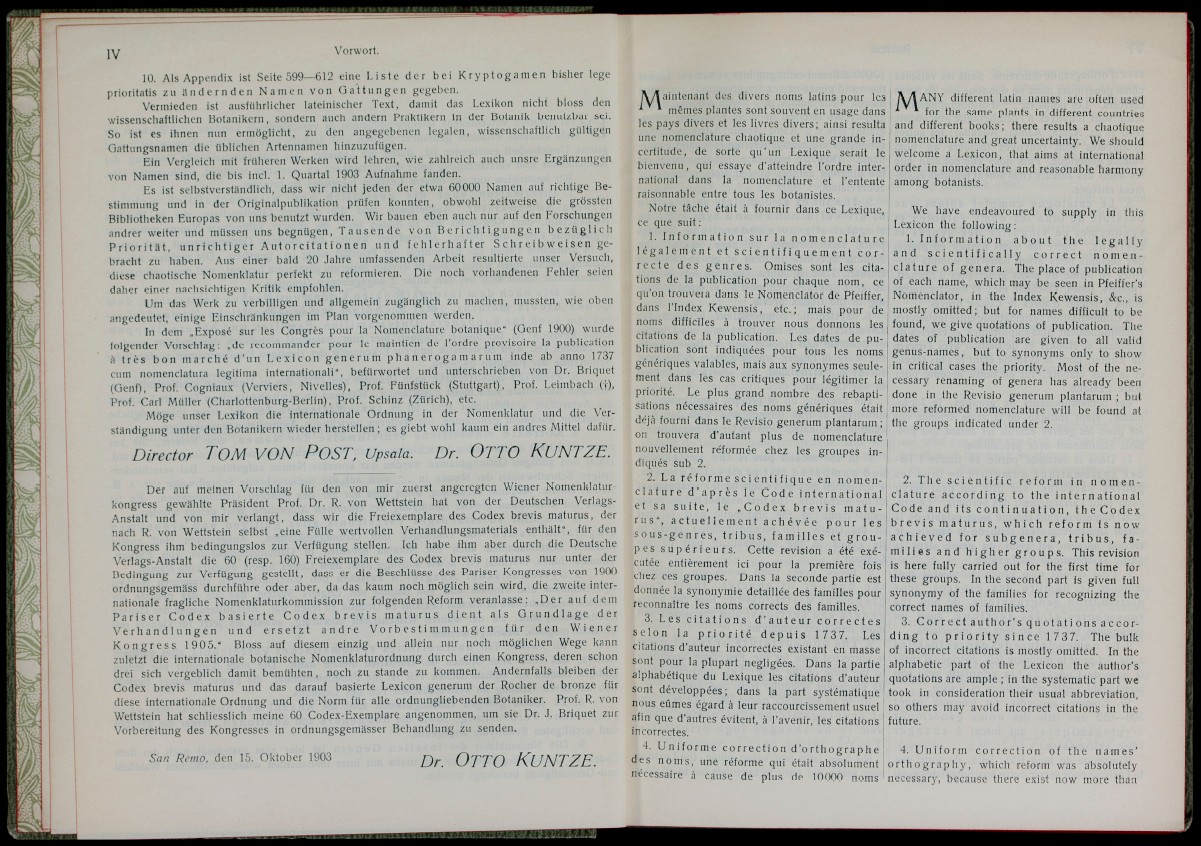 IV
Vorwort.
10. Als Appendix ist Seite 599—612 eine Liste der bei Kryptogamen bisher lege
prioritatis zu ändernden Namen von Gattungen gegeben.
Vermieden ist ausführlicher lateinischer Text, damit das Lexikon nicht bloss den
wissenschaftlichen Botanikern, sondern auch andern Praktikern in der Botanik benutzbar sei.
So ist es ihnen nun ermöglicht, zu den angegebenen legalen, wissenschaftlich gültigen
Gattungsnamen die üblichen Artennamen hinzuzufügen.
Ein Vergleich mit früheren Werken wird lehren, wie zahlreich auch unsre Ergänzungen
von Namen sind, die bis incl. 1. Quartal 1903 Aufnahme fanden.
Es ist selbstverständlich, dass wir nicht jeden der etwa 60000 Namen auf richtige Be-
stimmung und in der Originalpublikation prüfen konnten, obwohl zeitweise die grössten
Bibliotheken Europas von uns benutzt wurden. Wir bauen eben auch nur auf den Forschungen
andrer weiter und müssen uns begnügen, Tausende von Berichtigungen bezüglich
Priorität, unrichtiger Autorcitationen und fehlerhafter Schreibweisen ge-
bracht zu haben. Aus einer bald 20 Jahre umfassenden Arbeit resultierte unser Versuch,
diese chaotische Nomenklatur perfekt zu reformieren. Die noch vorhandenen Fehler seien
daher einer nachsichtigen Kritik empfohlen.
Um das Werk zu verbilligen und allgemein zugänglich zu machen, mussten, wie oben
angedeutet, einige Einschränkungen im Plan vorgenommen werden.
In dem „Exposé sur les Congrès pour la Nomenclature botanique“ (Genf 1900) wurde
folgender Vorschlag: „de recommander pour le maintien de l'ordre provisoire la publication
à très bon marché d'un Lexicon generum phanerogamarum inde ab anno 1737
cum nomenclatura legitima internationali“, befürwortet und unterschrieben von Dr. Briquet
(Genf), Prof. Cogniaux (Verviers, Nivelles), Prof. Fünfstück (Stuttgart), Prof. Leimbach (†),
Prof. Carl Müller (Charlottenburg-Berlin), Prof. Schinz (Zürich), etc.
Möge unser Lexikon die internationale Ordnung in der Nomenklatur und die Ver-
ständigung unter den Botanikern wieder herstellen; es giebt wohl kaum ein andres Mittel dafür.
Director TOM VON POST, Upsala. Dr. OTTO KUNTZE.
Der auf meinen Vorschlag für den von mir zuerst angeregten Wiener Nomenklatur-
kongress gewählte Präsident Prof. Dr. R. von Wettstein hat von der Deutschen Verlags-
Anstalt und von mir verlangt, dass wir die Freiexemplare des Codex brevis maturus, der
nach R. von Wettstein selbst „eine Fülle wertvollen Verhandlungsmaterials enthält“, für den
Kongress ihm bedingungslos zur Verfügung stellen. Ich habe ihm aber durch die Deutsche
Verlags-Anstalt die 60 (resp. 160) Freiexemplare des Codex brevis maturus nur unter der
Bedingung zur Verfügung gestellt, dass er die Beschlüsse des Pariser Kongresses von 1900
ordnungsgemäss durchführe oder aber, da das kaum noch möglich sein wird, die zweite inter-
nationale fragliche Nomenklaturkommission zur folgenden Reform veranlasse: „Der auf dem
Pariser Codex basierte Codex brevis maturus dient als Grundlage der
Verhandlungen und ersetzt andre Vorbestimmungen für den Wiener
Kongress 1905.“ Bloss auf diesem einzig und allein nur noch möglichen Wege kann
zuletzt die internationale botanische Nomenklaturordnung durch einen Kongress, deren schon
drei sich vergeblich damit bemühten, noch zu stande zu kommen. Andernfalls bleiben der
Codex brevis maturus und das darauf basierte Lexicon generum der Rocher de bronze für
diese internationale Ordnung und die Norm für alle ordnungliebenden Botaniker. Prof. R. von
Wettstein hat schliesslich meine 60 Codex-Exemplare angenommen, um sie Dr. J. Briquet zur
Vorbereitung des Kongresses in ordnungsgemässer Behandlung zu senden.
San Remo, den 15. Oktober 1903
Dr. OTTO KUNTZE.
Maintenant des divers noms latins pour les
mêmes plantes sont souvent en usage dans
les pays divers et les livres divers; ainsi resulta
une nomenclature chaotique et une grande in-
certitude, de sorte qu'un Lexique serait le
bienvenu, qui essaye d'atteindre l'ordre inter-
national dans la nomenclature et l'entente
raisonnable entre tous les botanistes.
Notre tâche était à fournir dans ce Lexique,
ce que suit:
1. Information sur la nomenclature
légalement et scientifiquement cor-
recte des genres. Omises sont les cita-
tions de la publication pour chaque nom, ce
qu'on trouvera dans le Nomenclator de Pfeiffer,
dans l'Index Kewensis, etc.; mais pour de
noms difficiles à trouver nous donnons les
citations de la publication. Les dates de pu-
blication sont indiquées pour tous les noms
génériques valables, mais aux synonymes seule-
ment dans les cas critiques pour légitimer la
priorité. Le plus grand nombre des rebapti-
sations nécessaires des noms génériques était
déjà fourni dans le Revisio generum plantarum;
on trouvera d'autant plus de nomenclature
nouvellement réformée chez les groupes in-
diqués sub 2.
2. La réforme scientifique en nomen-
clature d'après le Code international
et sa suite, le „Codex brevis matu-
rus“, actuellement achévée pour les
sous-genres, tribus, familles et grou-
pes supérieurs. Cette revision a été exé-
cutée entièrement ici pour la première fois
chez ces groupes. Dans la seconde partie est
donnée la synonymie detaillée des familles pour
reconnaître les noms corrects des familles.
3. Les citations d'auteur correctes
selon la priorité depuis 1737. Les
citations d'auteur incorrectes existant en masse
sont pour la plupart negligées. Dans la partie
alphabétique du Lexique les citations d'auteur
sont développées; dans la part systématique
nous eûmes égard à leur raccourcissement usuel
afin que d'autres évitent, à l'avenir, les citations
incorrectes.
4. Uniforme correction d'orthographe
des noms, une réforme qui était absolument
nécessaire à cause de plus de 10000 noms
MANY different latin names are often used
for the same plants in different countries
and different books; there results a chaotique
nomenclature and great uncertainty. We should
welcome a Lexicon, that aims at international
order in nomenclature and reasonable harmony
among botanists.
We have endeavoured to supply in this
Lexicon the following:
1. Information about the legally
and scientifically correct nomen-
clature of genera. The place of publication
of each name, which may be seen in Pfeiffer's
Nomenclator, in the Index Kewensis, &c., is
mostly omitted; but for names difficult to be
found, we give quotations of publication. The
dates of publication are given to all valid
genus-names, but to synonyms only to show
in critical cases the priority. Most of the ne-
cessary renaming of genera has already been
done in the Revisio generum plantarum; but
more reformed nomenclature will be found at
the groups indicated under 2.
2. The scientific reform in nomen-
clature according to the international
Code and its continuation, the Codex
brevis maturus, which reform is now
achieved for subgenera, tribus, fa-
milies and higher groups. This revision
is here fully carried out for the first time for
these groups. In the second part is given full
synonymy of the families for recognizing the
correct names of families.
3. Correct author's quotations accor-
ding to priority since 1737. The bulk
of incorrect citations is mostly omitted. In the
alphabetic part of the Lexicon the author's
quotations are ample; in the systematic part we
took in consideration their usual abbreviation,
so others may avoid incorrect citations in the
future.
4. Uniform correction of the names'
orthography, which reform was absolutely
necessary, because there exist now more than